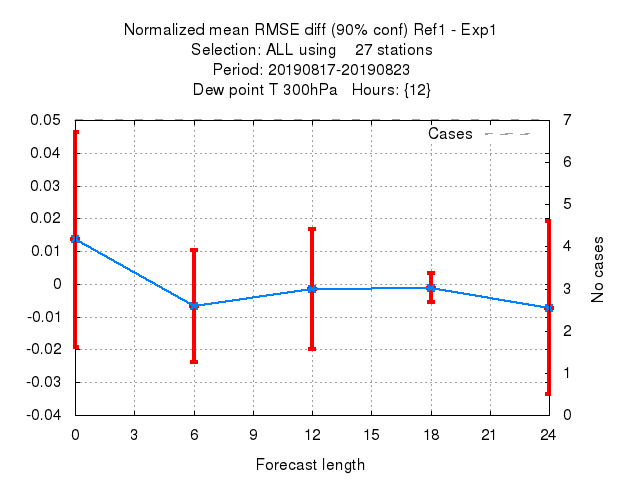 Normalized mean RMSE diff (90% conf) Ref1 - Exp1
Selection: ALL using 27 stations
Period: 20190817-20190823
Dew point T 300hPa Hours: {12}
Cases
0.05
0.04
0.03
0.02
0.01
0
-0.01
-0.02
-0.03
-0.04
7
6
5
4
3
2
1
0
No cases
0 3 6 9 12 15 18 21 24
Forecast length